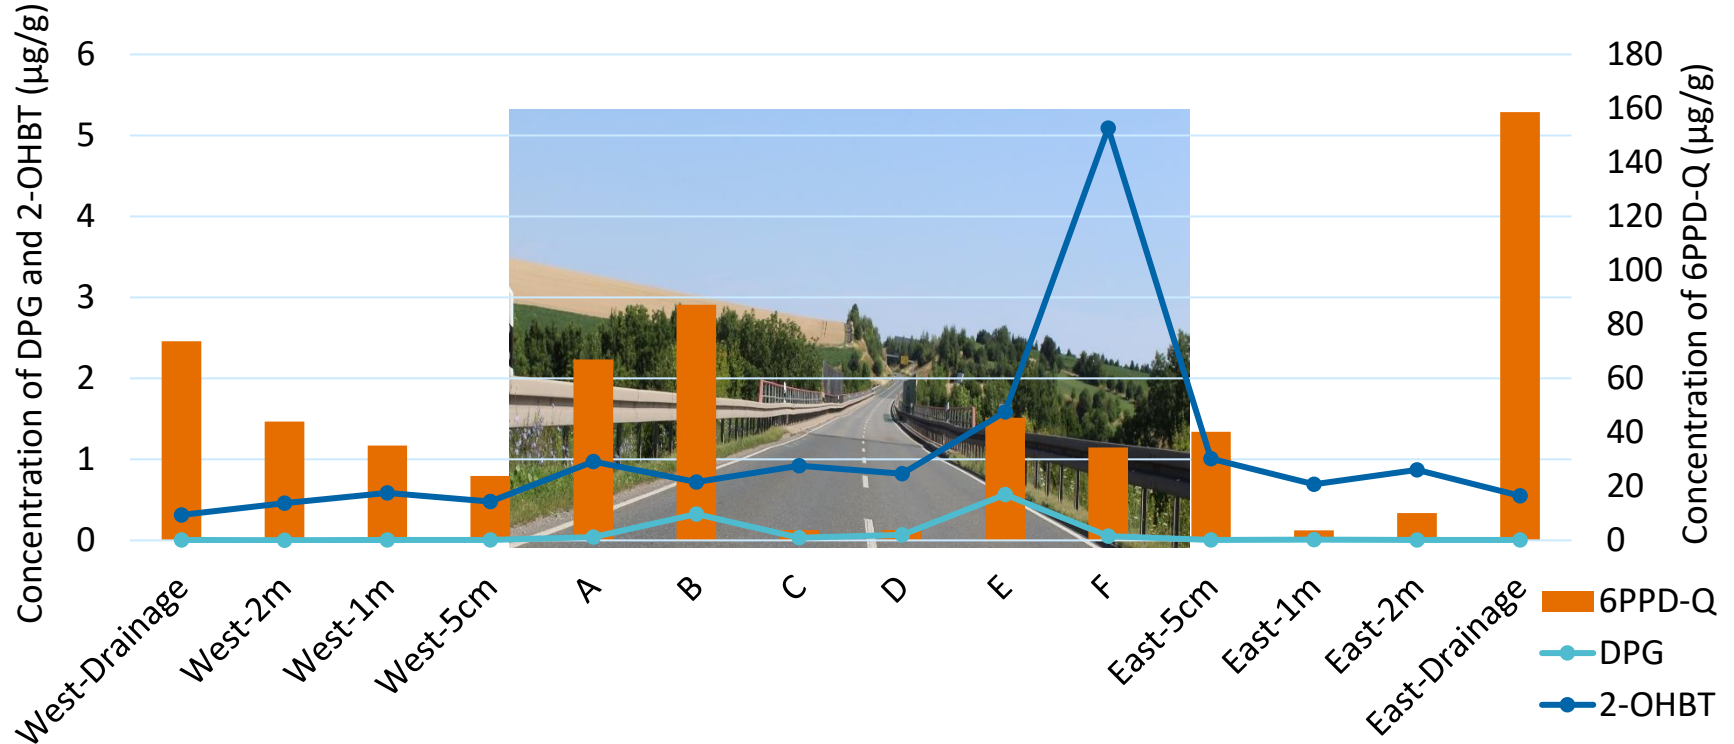 Concentration of DPG and 2-OHBT (µg/g)
6
5
4
3
2
1
0
180
160
140
120
100
80
60
40
20
0
Concentration of 6PPD-Q (µg/g)
West-Drainage
West-2m
West-1m
West-5cm
A
B
C
D
E
F
East-5cm
East-1m
East-2m
East-Drainage
6PPD-Q
DPG
2-OHBT